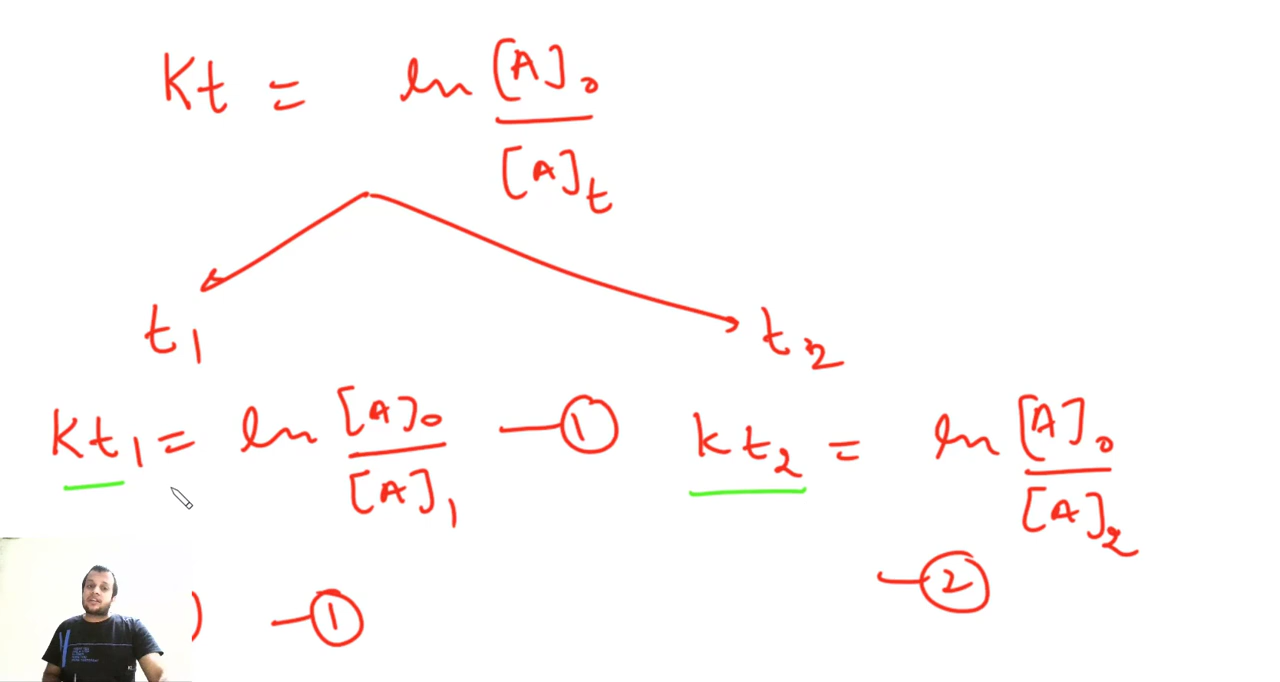 Kt = ln [A]₀ / [A]t
t₁
t₂
Kt₁ = ln [A]₀ / [A]₁ —①
kt₂ = ln [A]₀ / [A]₂
—②
—①